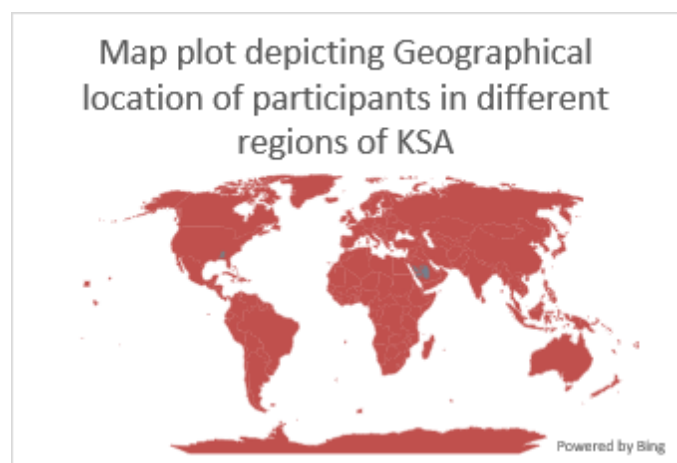 Map plot depicting Geographical
location of participants in different
regions of KSA
Powered by Bing